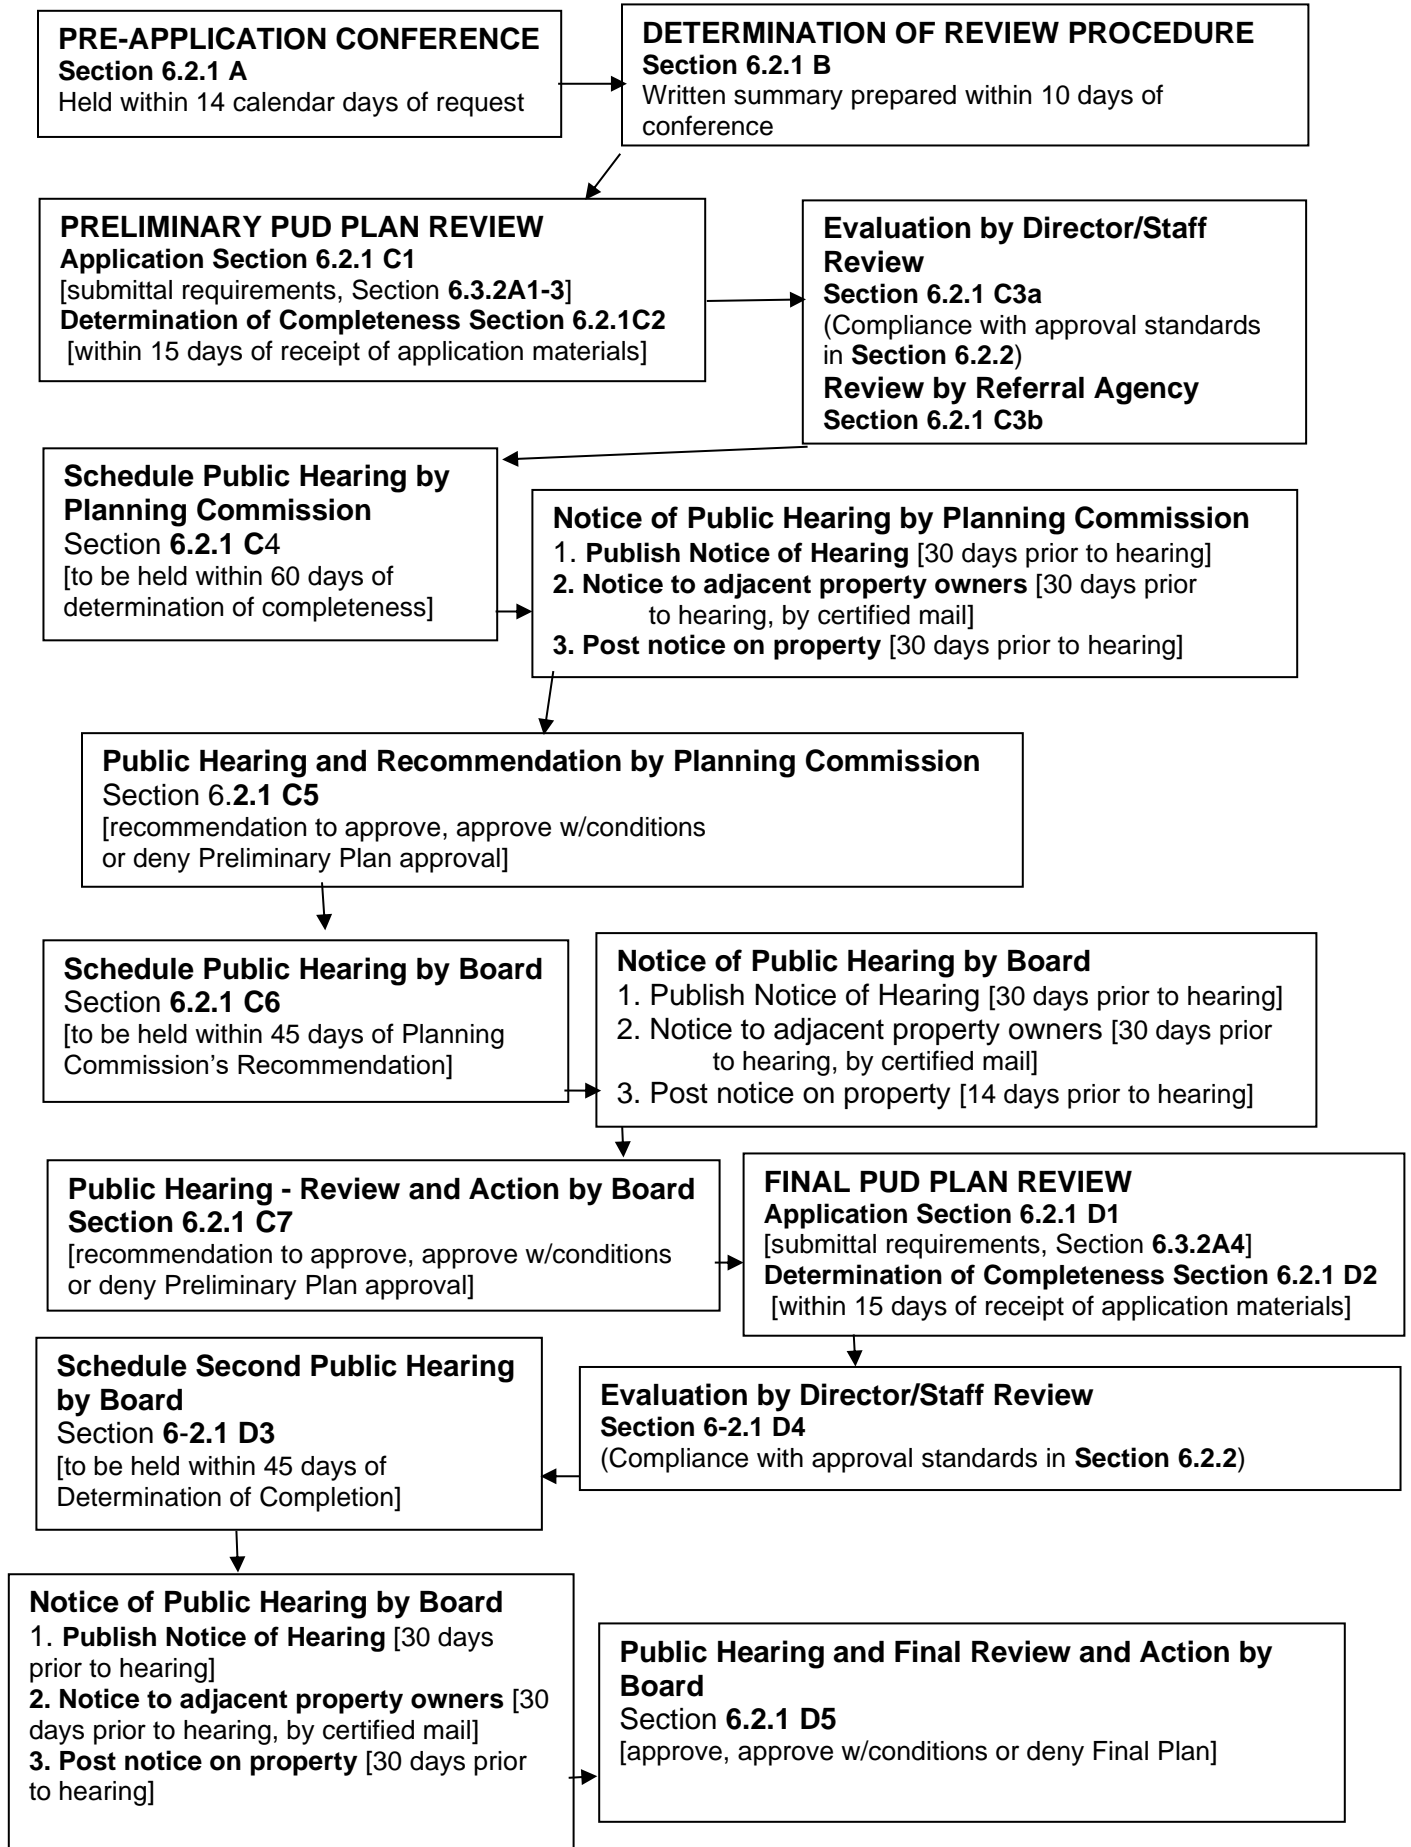 PRE-APPLICATION CONFERENCE
Section 6.2.1 A
Held within 14 calendar days of request
DETERMINATION OF REVIEW PROCEDURE
Section 6.2.1 B
Written summary prepared within 10 days of
conference
PRELIMINARY PUD PLAN REVIEW
Application Section 6.2.1 C1
[submittal requirements, Section 6.3.2A1-3]
Determination of Completeness Section 6.2.1C2
[within 15 days of receipt of application materials]
Evaluation by Director/Staff
Review
Section 6.2.1 C3a
(Compliance with approval standards
in Section 6.2.2)
Review by Referral Agency
Section 6.2.1 C3b
Schedule Public Hearing by
Planning Commission
Section 6.2.1 C4
[to be held within 60 days of
determination of completeness]
Notice of Public Hearing by Planning Commission
1. Publish Notice of Hearing [30 days prior to hearing]
2. Notice to adjacent property owners [30 days prior
to hearing, by certified mail]
3. Post notice on property [30 days prior to hearing]
Public Hearing and Recommendation by Planning Commission
Section 6.2.1 C5
[recommendation to approve, approve w/conditions
or deny Preliminary Plan approval]
Schedule Public Hearing by Board
Section 6.2.1 C6
[to be held within 45 days of Planning
Commission’s Recommendation]
Notice of Public Hearing by Board
1. Publish Notice of Hearing [30 days prior to hearing]
2. Notice to adjacent property owners [30 days prior
to hearing, by certified mail]
3. Post notice on property [14 days prior to hearing]
Public Hearing - Review and Action by Board
Section 6.2.1 C7
[recommendation to approve, approve w/conditions
or deny Preliminary Plan approval]
FINAL PUD PLAN REVIEW
Application Section 6.2.1 D1
[submittal requirements, Section 6.3.2A4]
Determination of Completeness Section 6.2.1 D2
[within 15 days of receipt of application materials]
Schedule Second Public Hearing
by Board
Section 6-2.1 D3
[to be held within 45 days of
Determination of Completion]
Evaluation by Director/Staff Review
Section 6-2.1 D4
(Compliance with approval standards in Section 6.2.2)
Notice of Public Hearing by Board
1. Publish Notice of Hearing [30 days
prior to hearing]
2. Notice to adjacent property owners [30
days prior to hearing, by certified mail]
3. Post notice on property [30 days prior
to hearing]
Public Hearing and Final Review and Action by
Board
Section 6.2.1 D5
[approve, approve w/conditions or deny Final Plan]